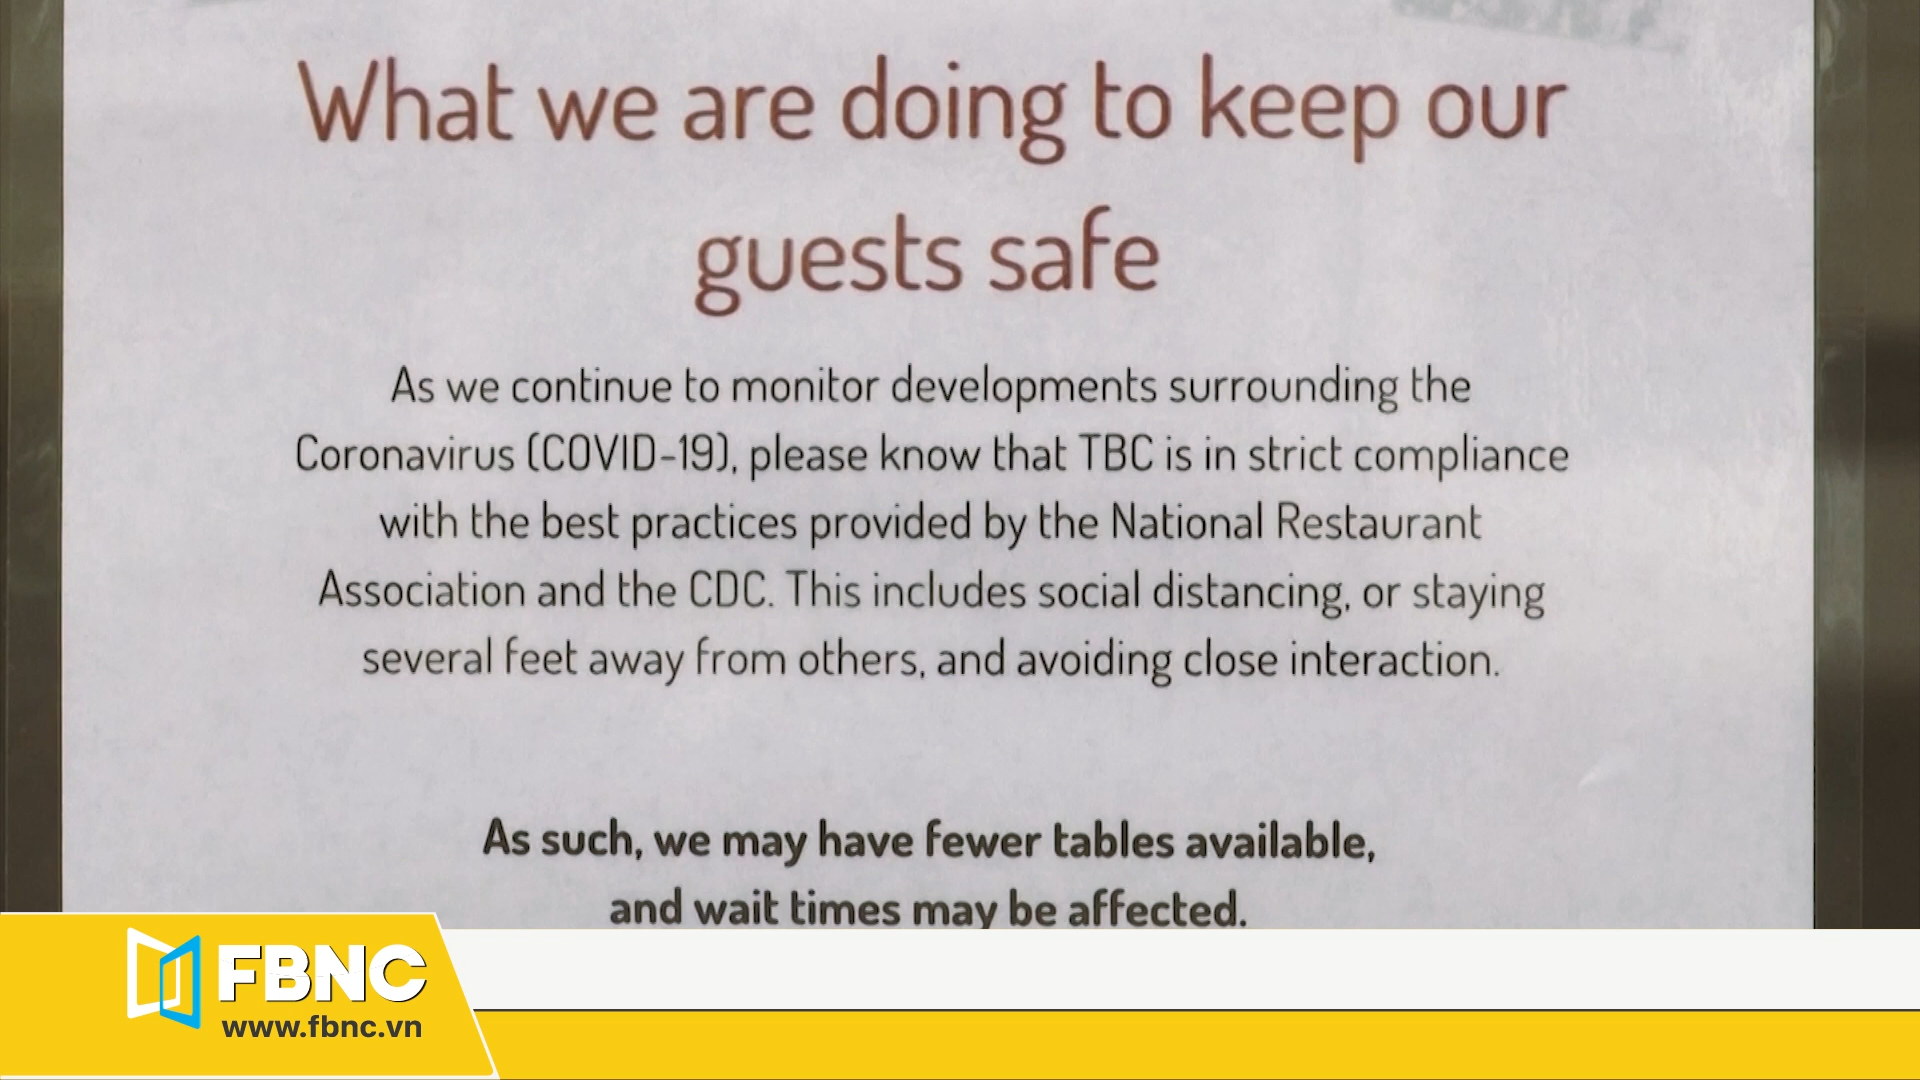 What we are doing to keep our
guests safe
As we continue to monitor developments surrounding the
Coronavirus (COVID-19), please know that TBC is in strict compliance
with the best practices provided by the National Restaurant
Association and the CDC. This includes social distancing, or staying
several feet away from others, and avoiding close interaction.
As such, we may have fewer tables available,
and wait times may be affected.
FBNC
www.fbnc.vn